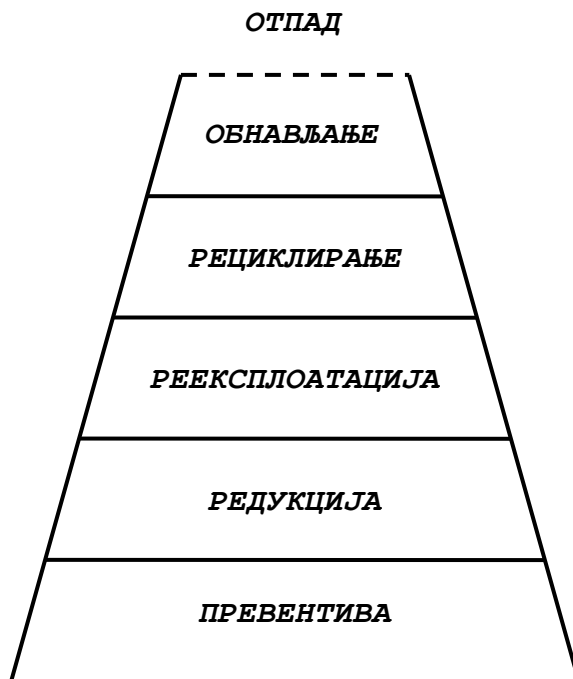 ОТПАД
ОБНАВЉАЊЕ
РЕЦИКЛИРАЊЕ
РЕЕКСПЛОАТАЦИЈА
РЕДУКЦИЈА
ПРЕВЕНТИВА